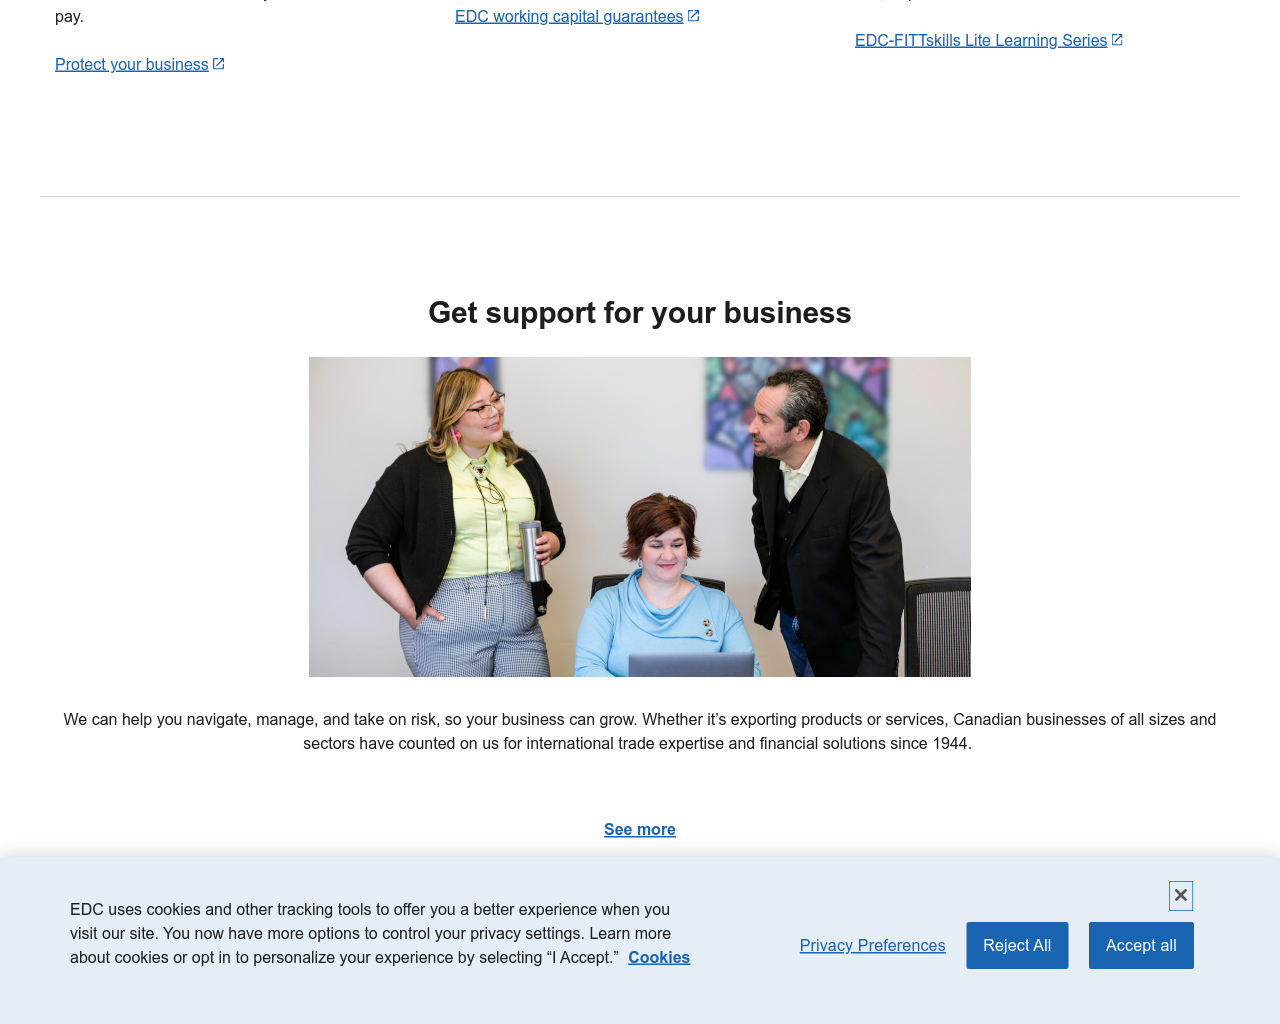 pay.
EDC working capital guarantees
EDC-FITTskills Lite Learning Series
Protect your business
Get support for your business
We can help you navigate, manage, and take on risk, so your business can grow. Whether it’s exporting products or services, Canadian businesses of all sizes and
sectors have counted on us for international trade expertise and financial solutions since 1944.
See more
EDC uses cookies and other tracking tools to offer you a better experience when you
visit our site. You now have more options to control your privacy settings. Learn more
about cookies or opt in to personalize your experience by selecting “I Accept.” Cookies
Privacy Preferences
Reject All
Accept all